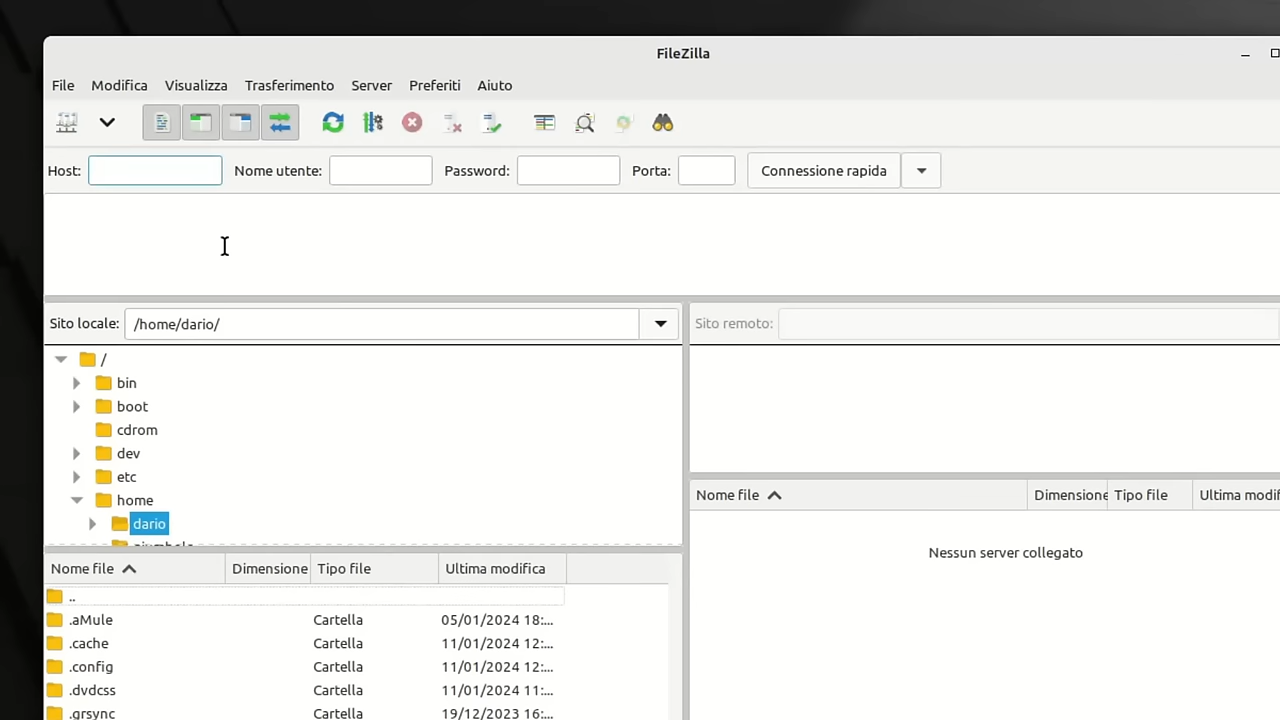 FileZilla
File Modifica Visualizza Trasferimento Server Preferiti Aiuto
Host: Nome utente: Password: Porta: Connessione rapida
Sito locale: /home/dario/
Sito remoto:
/
bin
boot
cdrom
dev
etc
home
dario
Nome file Dimensione Tipo file Ultima modifica
..
.aMule Cartella 05/01/2024 18:...
.cache Cartella 11/01/2024 12:...
.config Cartella 11/01/2024 12:...
.dvdcss Cartella 11/01/2024 11:...
.grsync Cartella 19/12/2023 16:...
Nome file Dimensione Tipo file Ultima modif
Nessun server collegato